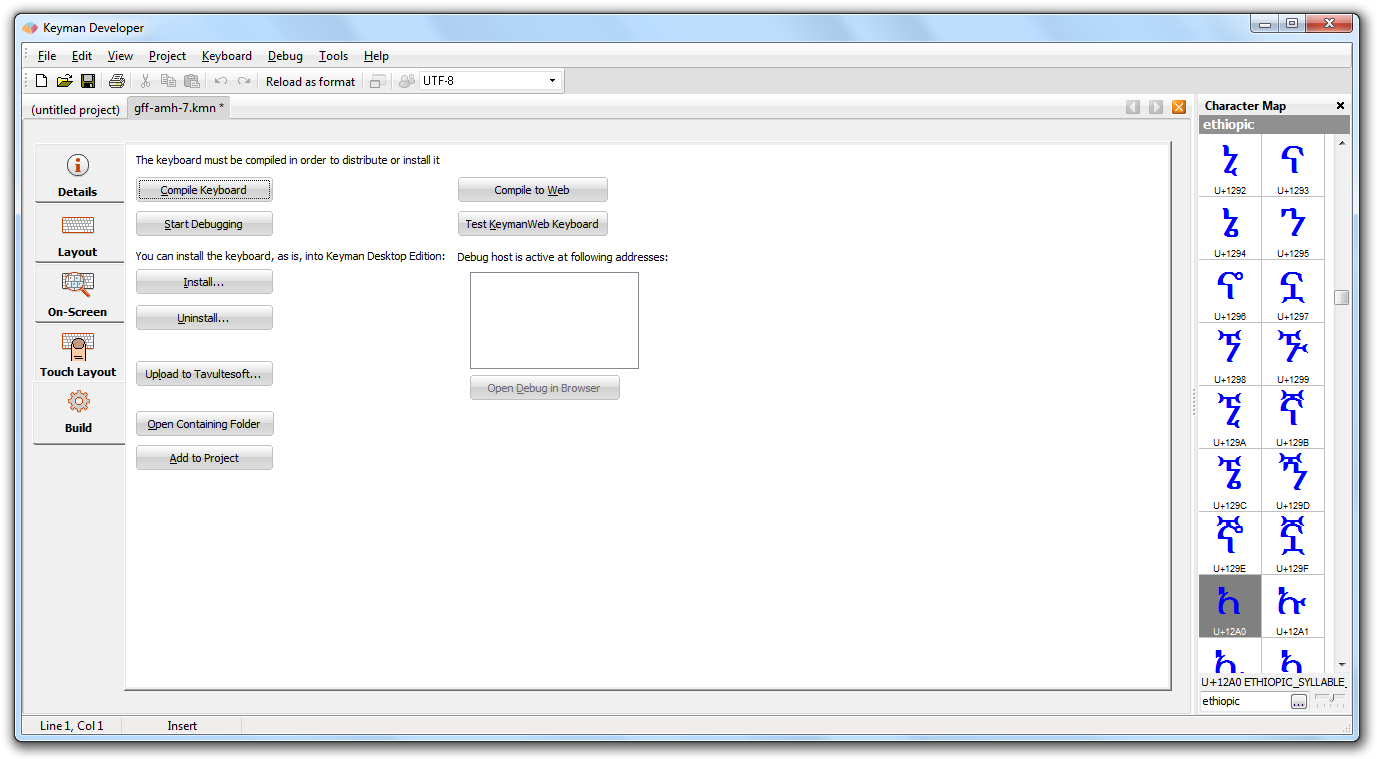 Keyman Developer
File Edit View Project Keyboard Debug Tools Help
Reload as format UTF-8
(untitled project) gff-amh-7.kmn *
Details
Layout
On-Screen
Touch Layout
Build
The keyboard must be compiled in order to distribute or install it
Compile Keyboard Compile to Web
Start Debugging Test KeymanWeb Keyboard
You can install the keyboard, as is, into Keyman Desktop Edition: Debug host is active at following addresses:
Install...
Uninstall...
Upload to Tavultesoft...
Open Debug in Browser
Open Containing Folder
Add to Project
Character Map
ethiopic
ኒ ና
U+1292 U+1293
ኔ ን
U+1294 U+1295
ኖ ኗ
U+1296 U+1297
ኘ ኙ
U+1298 U+1299
ኚ ኛ
U+129A U+129B
ኜ ኝ
U+129C U+129D
ኞ ኟ
U+129E U+129F
አ ኡ
U+12A0 U+12A1
ኢ ኣ
U+12A0 ETHIOPIC_SYLLABLE_
ethiopic ...
Line 1, Col 1 Insert